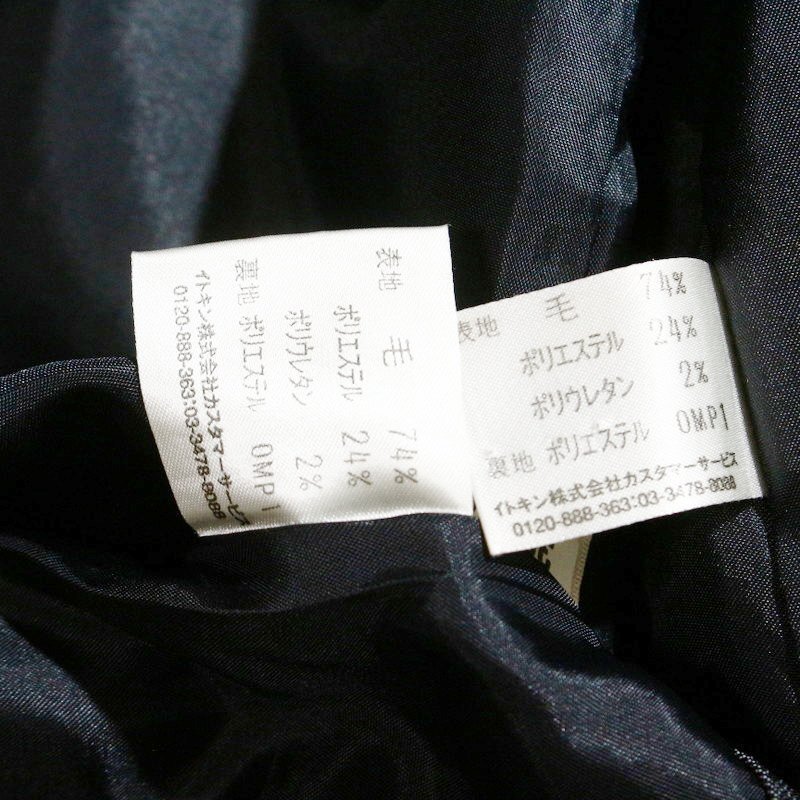 表地 毛 74%
ポリエステル 24%
ポリウレタン 2%
裏地 ポリエステル OMPI
イトキン株式会社カスタマーサービス
0120-888-363:03-3478-8088
表地 毛 74%
ポリエステル 24%
ポリウレタン 2%
裏地 ポリエステル OMPI
イトキン株式会社カスタマーサービス
0120-888-363:03-3478-8088